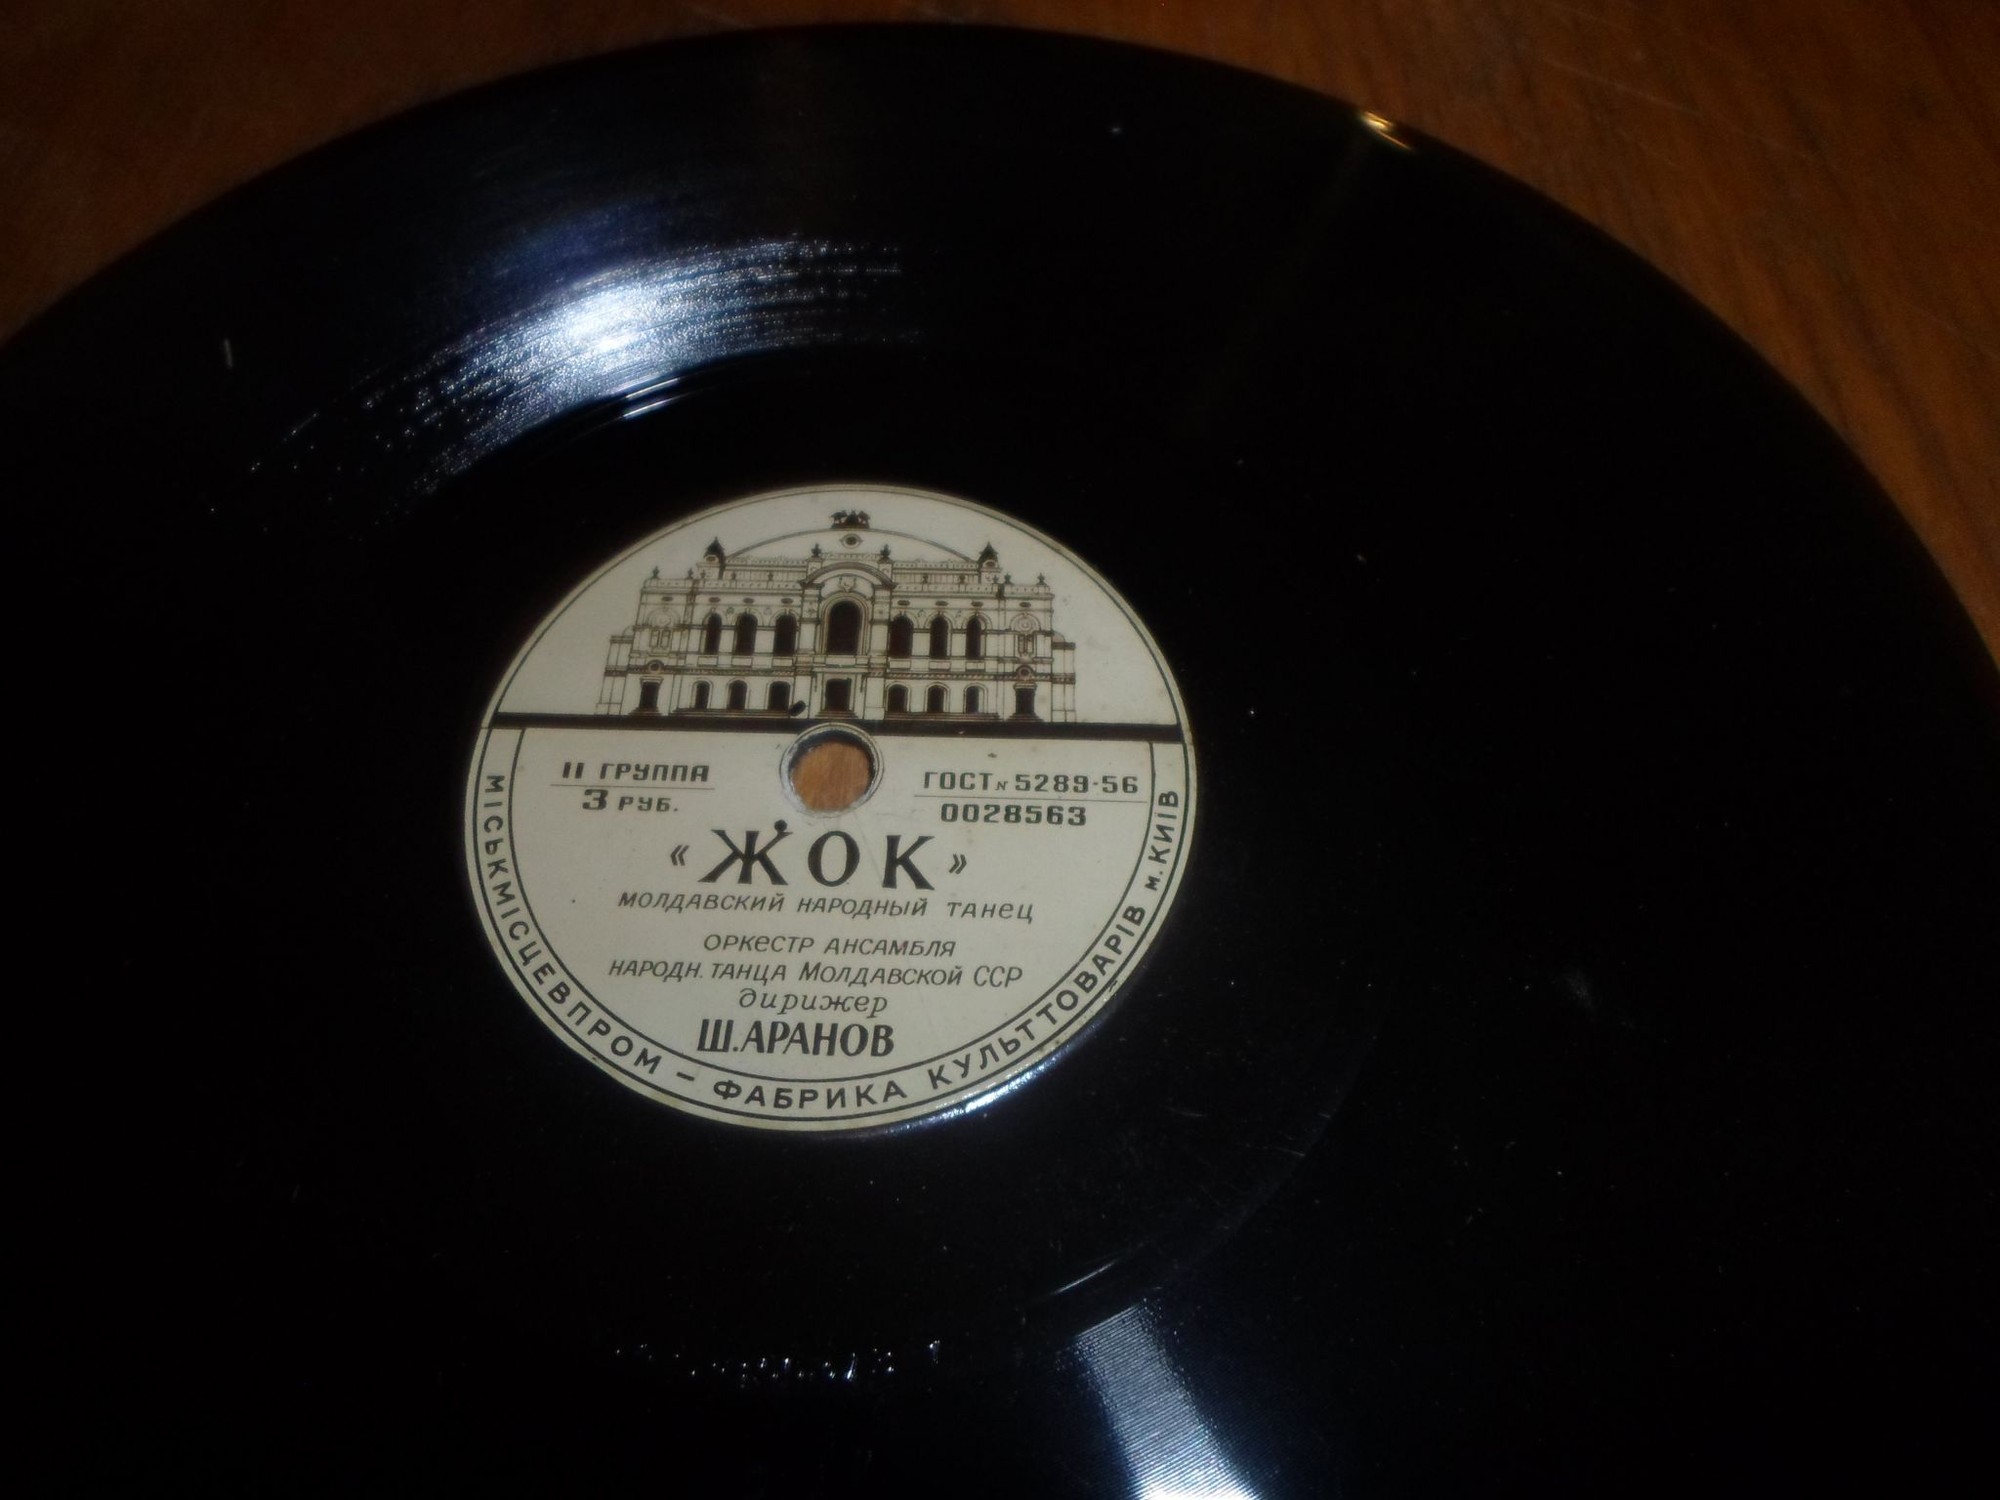 II ГРУППА
3 РУБ.
ГОСТ N 5289-56
0028563
«ЖОК»
МОЛДАВСКИЙ НАРОДНЫЙ ТАНЕЦ
ОРКЕСТР АНСАМБЛЯ
НАРОДН. ТАНЦА МОЛДАВСКОЙ ССР
дирижер
Ш. АРАНОВ
МІСЬКМІСЦЕВПРОМ – ФАБРИКА КУЛЬТТОВАРІВ м. КИЇВ